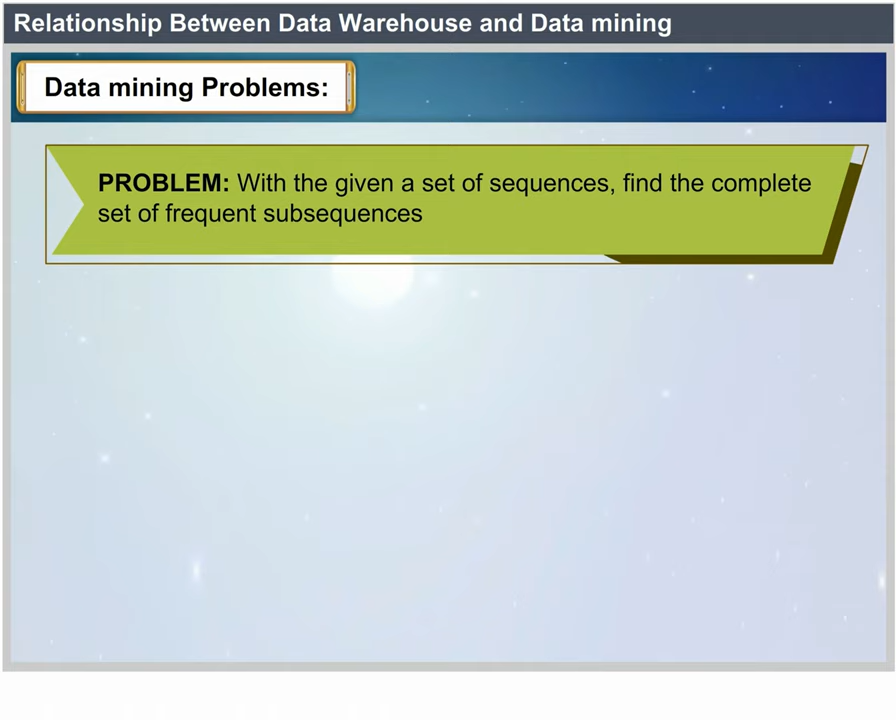 Relationship Between Data Warehouse and Data mining
Data mining Problems:
PROBLEM: With the given a set of sequences, find the complete
set of frequent subsequences